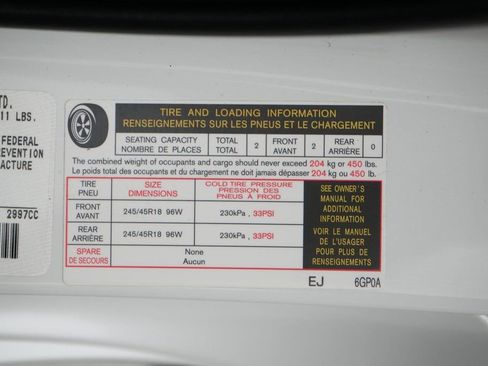 TD.
11 LBS.
FEDERAL
REVENTION
FACTURE
2997CC
TIRE AND LOADING INFORMATION
RENSEIGNEMENTS SUR LES PNEUS ET LE CHARGEMENT
SEATING CAPACITY TOTAL 2 FRONT 2 REAR 0
NOMBRE DE PLACES TOTAL AVANT ARRIÈRE
The combined weight of occupants and cargo should never exceed 204 kg or 450 lbs.
Le poids total des occupants et du chargement ne doit jamais dépasser 204 kg ou 450 lb.
TIRE PNEU SIZE DIMENSIONS COLD TIRE PRESSURE PRESSION DES PNEUS À FROID
FRONT AVANT 245/45R18 96W 230kPa , 33PSI
REAR ARRIÈRE 245/45R18 96W 230kPa , 33PSI
SPARE DE SECOURS None Aucun
SEE OWNER'S
MANUAL FOR
ADDITIONAL
INFORMATION
VOIR LE MANUEL
DE L'USAGER
POUR PLUS DE
RENSEIGNEMENTS
EJ 6GP0A